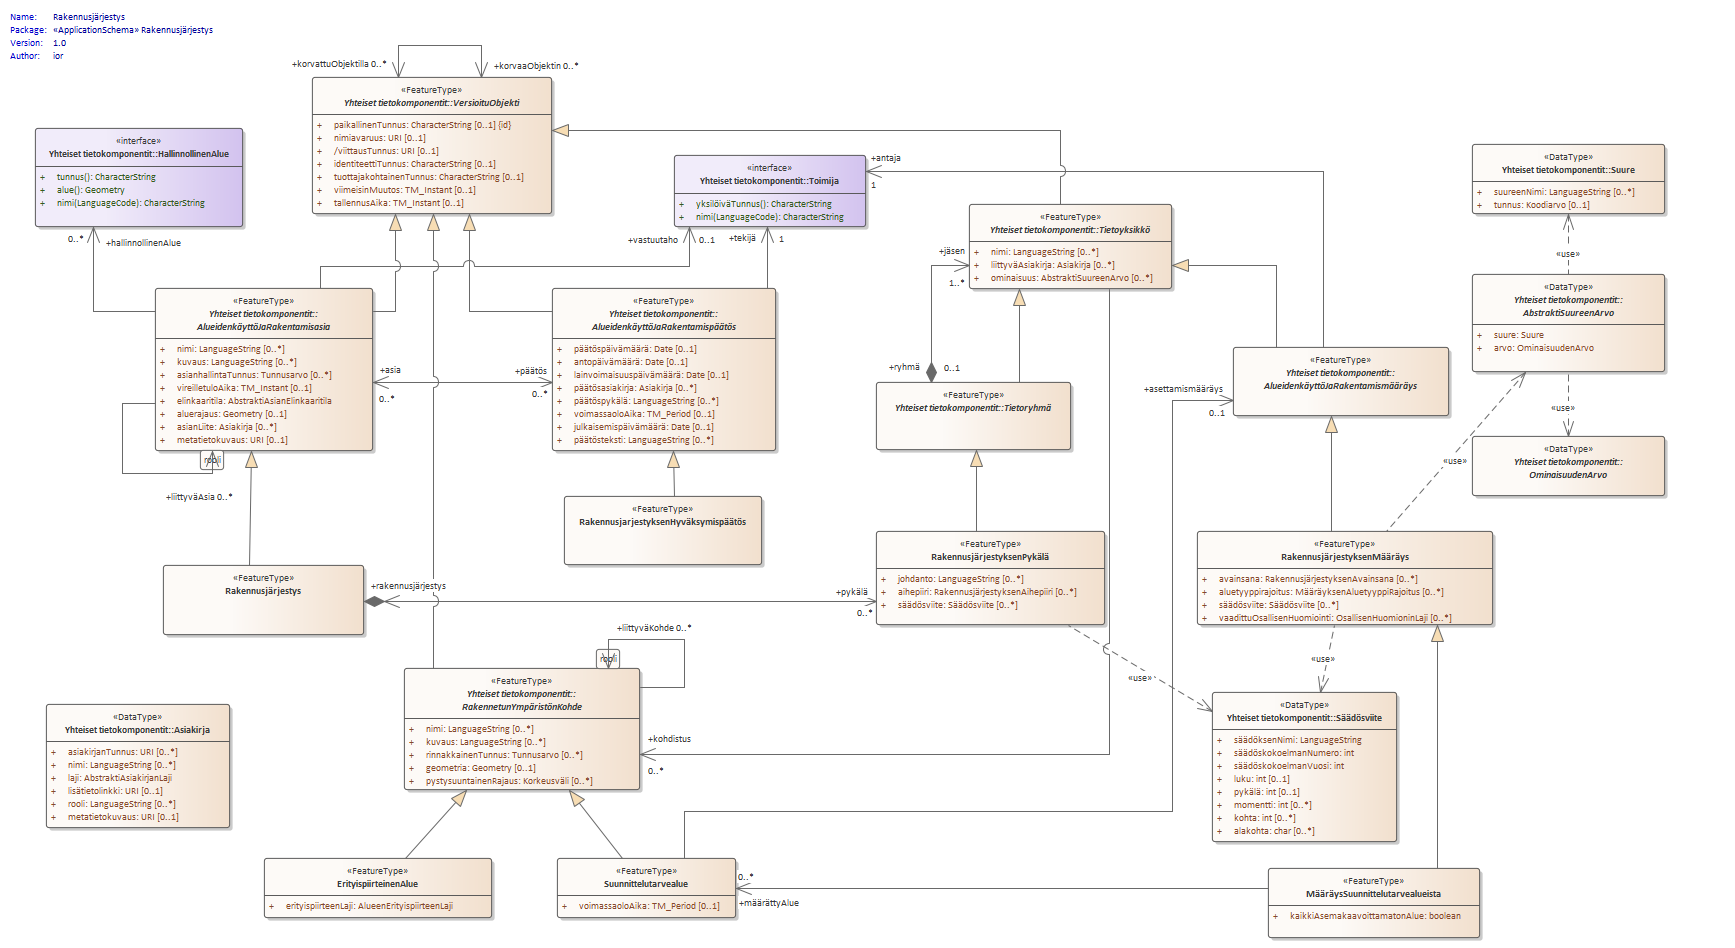 Name: Rakennusjärjestys
Package: «ApplicationSchema» Rakennusjärjestys
Version: 1.0
Author: ior
+korvattuObjektilla 0..*
+korvaaObjektin 0..*
«FeatureType»
Yhteiset tietokomponentit::VersioituObjekti
+ paikallinenTunnus: CharacterString [0..1] {id}
+ nimiavaruus: URI [0..1]
+ /viittausTunnus: URI [0..1]
+ identiteettiTunnus: CharacterString [0..1]
+ tuottajakohtainenTunnus: CharacterString [0..1]
+ viimeisinMuutos: TM_Instant [0..1]
+ tallennusAika: TM_Instant [0..1]
«interface»
Yhteiset tietokomponentit::HallinnollinenAlue
+ tunnus(): CharacterString
+ alue(): Geometry
+ nimi(LanguageCode): CharacterString
0..*
+hallinnollinenAlue
«interface»
Yhteiset tietokomponentit::Toimija
+ yksilöiväTunnus(): CharacterString
+ nimi(LanguageCode): CharacterString
+antaja
1
+vastuutaho
0..1
+tekijä
1
«FeatureType»
Yhteiset tietokomponentit::Tietoyksikkö
+ nimi: LanguageString [0..*]
+ liittyväAsiakirja: Asiakirja [0..*]
+ ominaisuus: AbstraktiSuureenArvo [0..*]
+jäsen
1..*
«DataType»
Yhteiset tietokomponentit::Suure
+ suureenNimi: LanguageString [0..*]
+ tunnus: Koodiarvo [0..1]
«use»
«DataType»
Yhteiset tietokomponentit::
AbstraktiSuureenArvo
+ suure: Suure
+ arvo: OminaisuudenArvo
«use»
«DataType»
Yhteiset tietokomponentit::
OminaisuudenArvo
«FeatureType»
Yhteiset tietokomponentit::
AlueidenkäyttöJaRakentamisasia
+ nimi: LanguageString [0..*]
+ kuvaus: LanguageString [0..*]
+ asianhallintaTunnus: Tunnusarvo [0..*]
+ vireilletuloAika: TM_Instant [0..1]
+ elinkaaritila: AbstraktiAsianElinkaaritila
+ aluerajaus: Geometry [0..1]
+ asianLiite: Asiakirja [0..*]
+ metatietokuvaus: URI [0..1]
rooli
+liittyväAsia 0..*
+asia
0..*
+päätös
0..*
«FeatureType»
Yhteiset tietokomponentit::
AlueidenkäyttöJaRakentamispäätös
+ päätöspäivämäärä: Date [0..1]
+ antopäivämäärä: Date [0..1]
+ lainvoimaisuuspäivämäärä: Date [0..1]
+ päätösasiakirja: Asiakirja [0..*]
+ päätöspykälä: LanguageString [0..*]
+ voimassaoloAika: TM_Period [0..1]
+ julkaisemispäivämäärä: Date [0..1]
+ päätösteksti: LanguageString [0..*]
+ryhmä
0..1
«FeatureType»
Yhteiset tietokomponentit::Tietoryhmä
«FeatureType»
Yhteiset tietokomponentit::
AlueidenkäyttöJaRakentamismääräys
+asettamismääräys
0..1
«use»
«FeatureType»
RakennusjarjestyksenHyväksymispäätös
«FeatureType»
Rakennusjärjestys
+rakennusjärjestys
+pykälä
0..*
«FeatureType»
RakennusjärjestyksenPykälä
+ johdanto: LanguageString [0..*]
+ aihepiiri: RakennusjärjestyksenAihepiiri [0..*]
+ säädösviite: Säädösviite [0..*]
«FeatureType»
RakennusjärjestyksenMääräys
+ avainsana: RakennusjärjestyksenAvainsana [0..*]
+ aluetyyppirajoitus: MääräyksenAluetyyppiRajoitus [0..*]
+ säädösviite: Säädösviite [0..*]
+ vaadittuOsallisenHuomiointi: OsallisenHuomioninLaji [0..*]
«use»
«use»
+liittyväKohde 0..*
rooli
«FeatureType»
Yhteiset tietokomponentit::
RakennetunYmpäristönKohde
+ nimi: LanguageString [0..*]
+ kuvaus: LanguageString [0..*]
+ rinnakkainenTunnus: Tunnusarvo [0..*]
+ geometria: Geometry [0..1]
+ pystysuuntainenRajaus: Korkeusväli [0..*]
+kohdistus
0..*
«DataType»
Yhteiset tietokomponentit::Säädösviite
+ säädöksenNimi: LanguageString
+ säädöskokoelmanNumero: int
+ säädöskokoelmanVuosi: int
+ luku: int [0..1]
+ pykälä: int [0..1]
+ momentti: int [0..*]
+ kohta: int [0..*]
+ alakohta: char [0..*]
«DataType»
Yhteiset tietokomponentit::Asiakirja
+ asiakirjanTunnus: URI [0..*]
+ nimi: LanguageString [0..*]
+ laji: AbstraktiAsiakirjanLaji
+ lisätietolinkki: URI [0..1]
+ rooli: LanguageString [0..*]
+ metatietokuvaus: URI [0..1]
«FeatureType»
ErityispiirteinenAlue
+ erityispiirteenLaji: AlueenErityispiirteenLaji
«FeatureType»
Suunnittelutarvealue
+ voimassaoloAika: TM_Period [0..1]
0..*
+määrättyAlue
«FeatureType»
MääräysSuunnittelutarvealueista
+ kaikkiAsemakaavoittamatonAlue: boolean